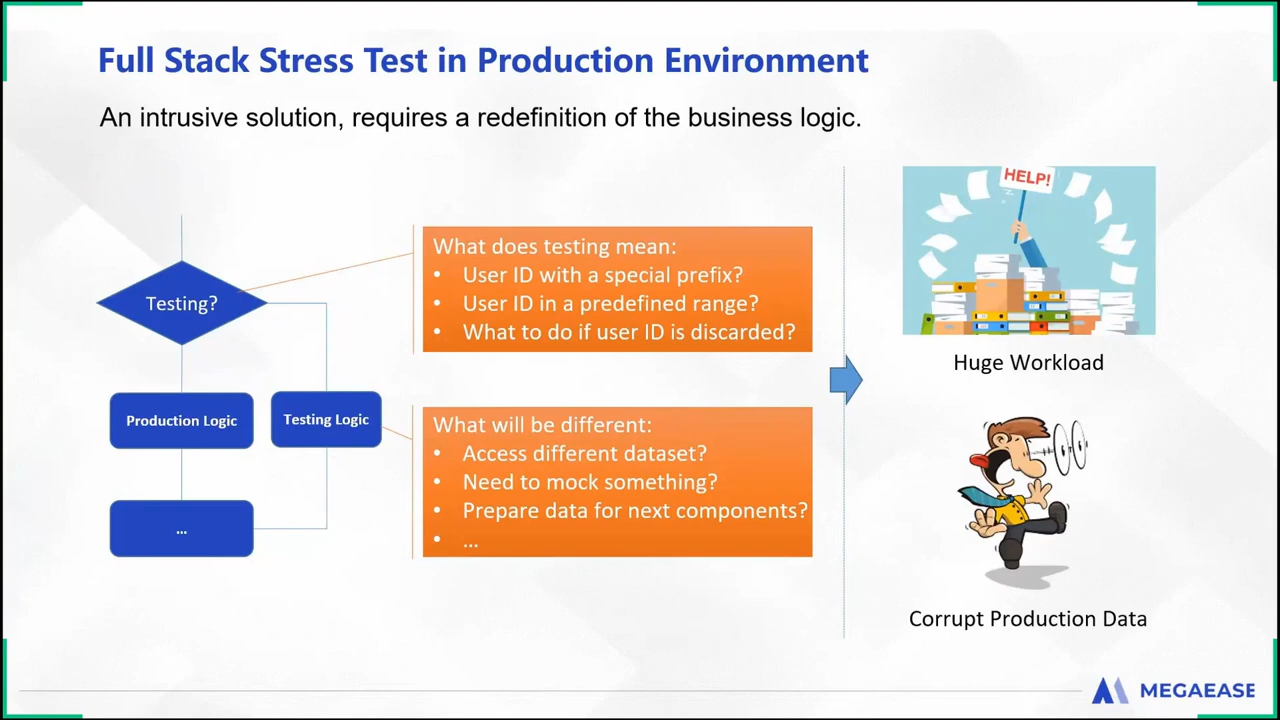 Full Stack Stress Test in Production Environment
An intrusive solution, requires a redefinition of the business logic.
Testing?
Production Logic
Testing Logic
...
What does testing mean:
• User ID with a special prefix?
• User ID in a predefined range?
• What to do if user ID is discarded?
What will be different:
• Access different dataset?
• Need to mock something?
• Prepare data for next components?
• ...
HELP!
Huge Workload
Corrupt Production Data
MEGAEASE